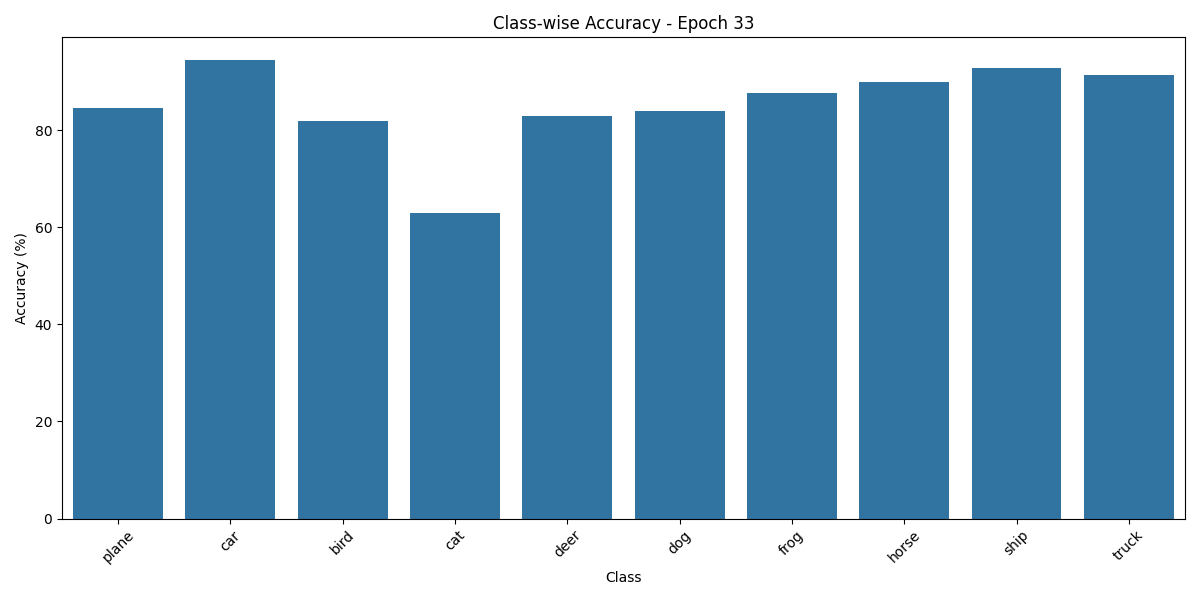 Class-wise Accuracy - Epoch 33
Accuracy (%)
80
60
40
20
0
plane car bird cat deer dog frog horse ship truck
Class